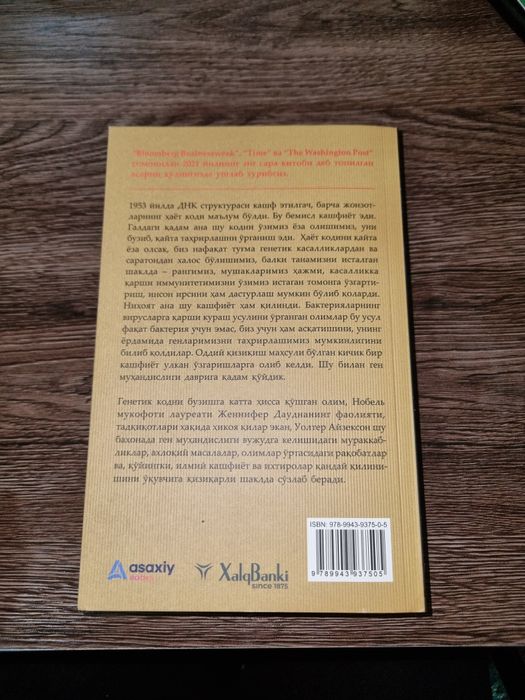 "Bloomberg Businessweek", "Time" ва "The Washington Post"
томонидан 2021 йилнинг энг сара китоби деб топилган
асарни қўлингизда ушлаб турибсиз.
1953 йилда ДНК структураси кашф этилгач, барча жонзот-
ларнинг ҳаёт коди маълум бўлди. Бу бемисл кашфиёт эди.
Галдаги қадам ана шу кодни ўзимиз ёза олишимиз, уни
бузиб, қайта таҳрирлашни ўрганиш эди. Ҳаёт кодини қайта
ёза олсак, биз нафақат туғма генетик касалликлардан ва
саратондан халос бўлишимиз, балки танамизни исталган
шаклда – рангимиз, мушакларимиз ҳажми, касалликка
қарши иммунитетимизни ўзимиз истаган томонга ўзгарти-
риш, инсон ирсини ҳам дастурлаш мумкин бўлиб қоларди.
Ниҳоят ана шу кашфиёт ҳам қилинди. Бактерияларнинг
вирусларга қарши кураш усулини ўрганган олимлар бу усул
фақат бактерия учун эмас, биз учун ҳам асқатишини, унинг
ёрдамида генларимизни таҳрирлашимиз мумкинлигини
билиб қолдилар. Оддий қизиқиш маҳсули бўлган кичик бир
кашфиёт улкан ўзгаришларга олиб келди. Шу билан ген
муҳандислиги даврига қадам қўйдик.
Генетик кодни бузишга катта ҳисса қўшган олим, Нобель
мукофоти лауреати Женнифер Дауднанинг фаолияти,
тадқиқотлари ҳақида ҳикоя қилар экан, Уолтер Айзексон шу
баҳонада ген муҳандислиги вужудга келишидаги мураккаб-
ликлар, ахлоқий масалалар, олимлар ўртасидаги рақобатлар
ва, қўйингки, илмий кашфиёт ва ихтиролар қандай қилини-
шини ўқувчига қизиқарли шаклда сўзлаб беради.
ISBN: 978-9943-9375-0-5
9 789943 937505
asaxiy
BOOKS
XalqBanki
since 1875